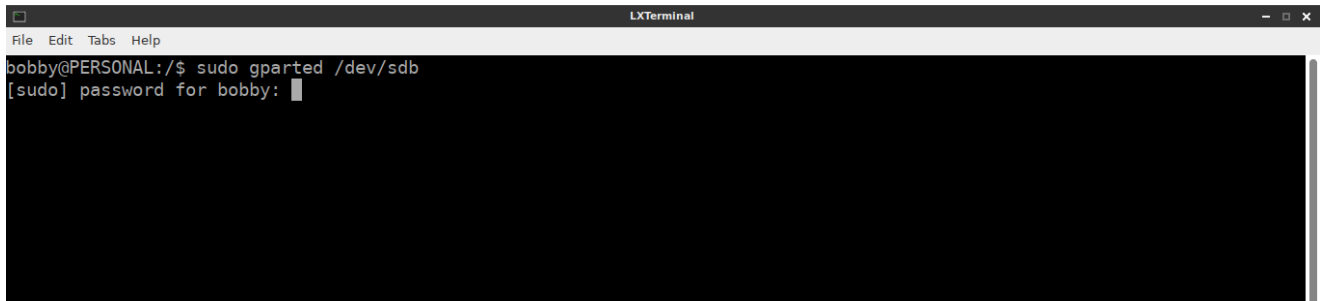 LXTerminal
File Edit Tabs Help
bobby@PERSONAL:/$ sudo gparted /dev/sdb
[sudo] password for bobby: